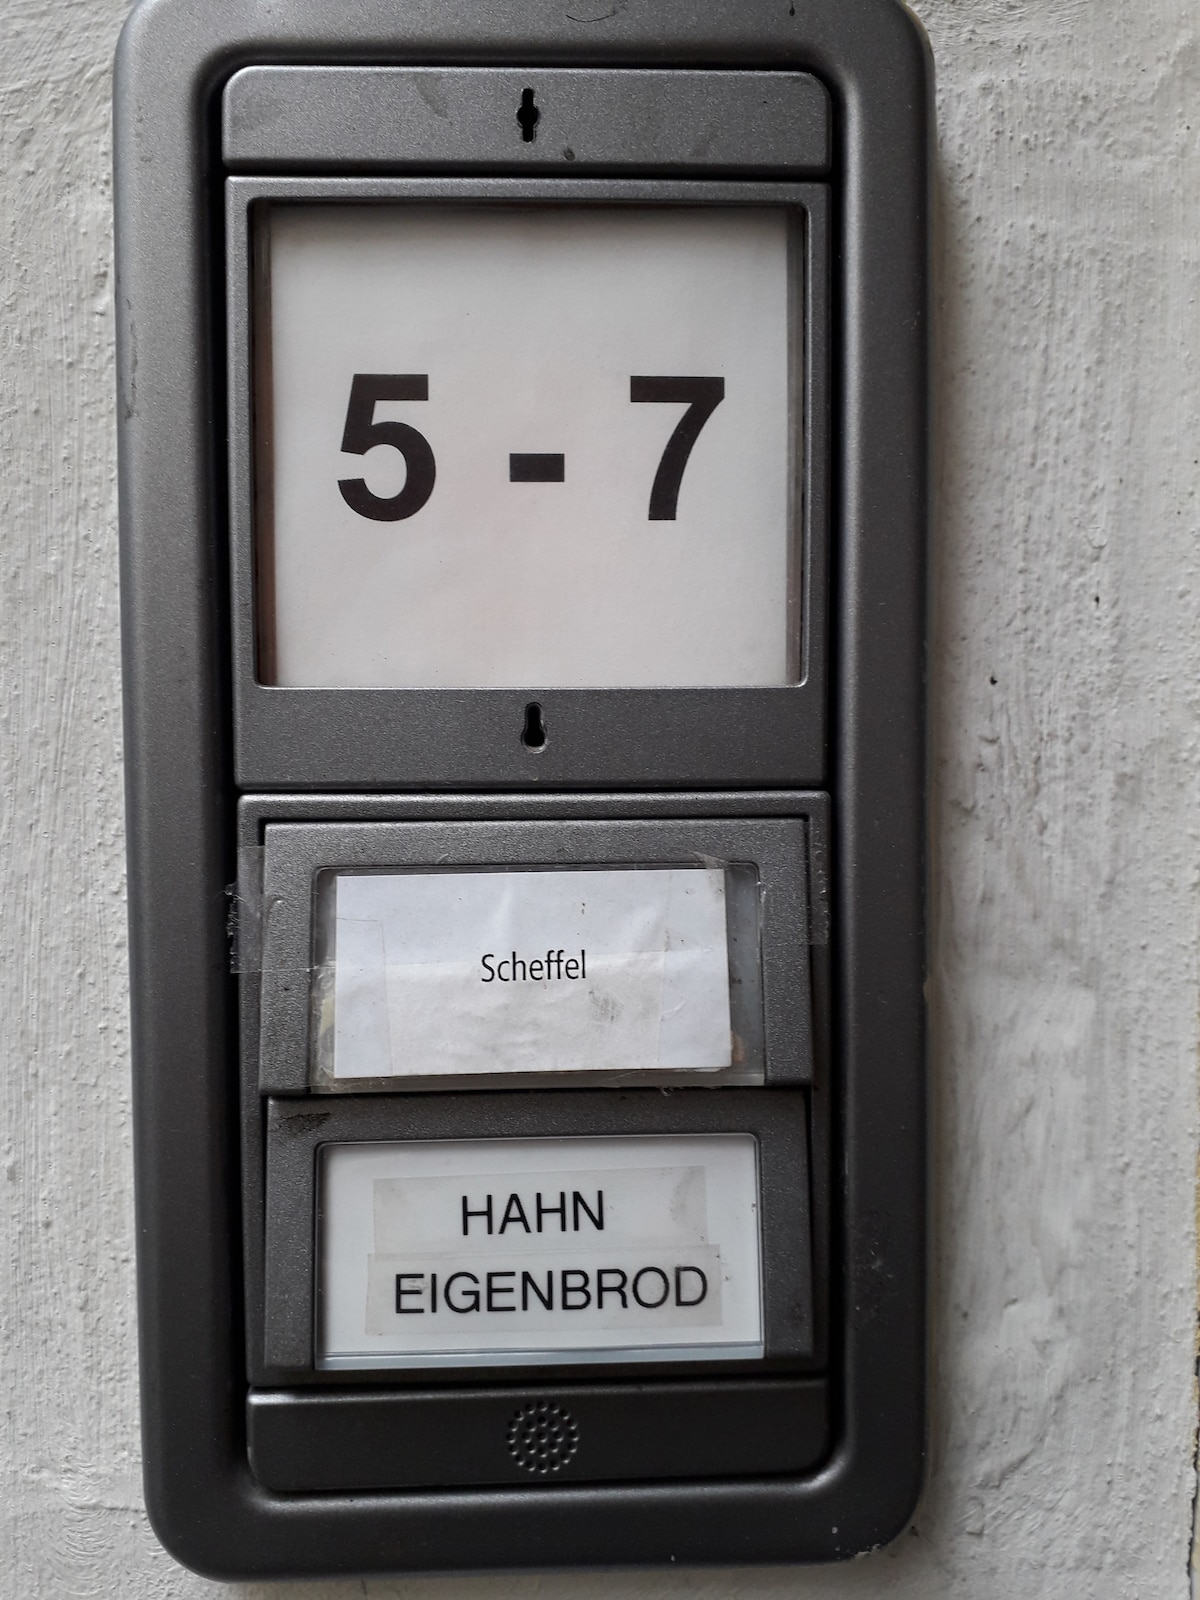 5 - 7
Scheffel
HAHN
EIGENBROD